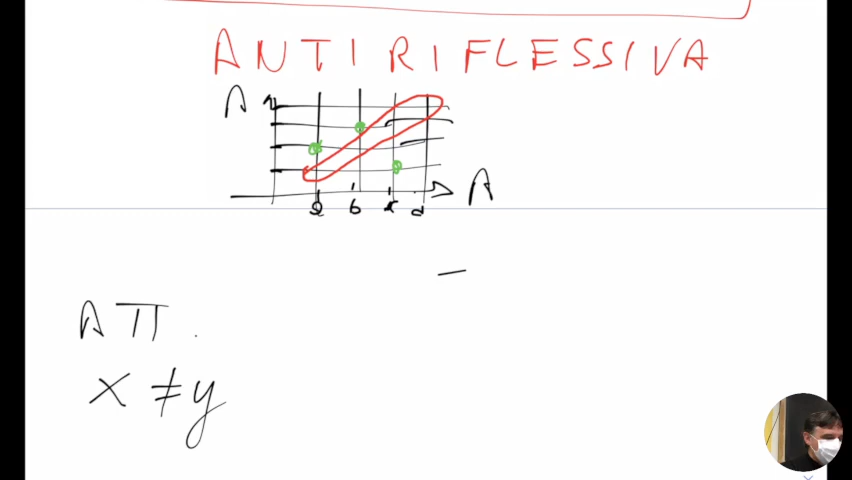 ANTIRIFLESSIVA
A
A
a b c d
ATT.
x ≠ y